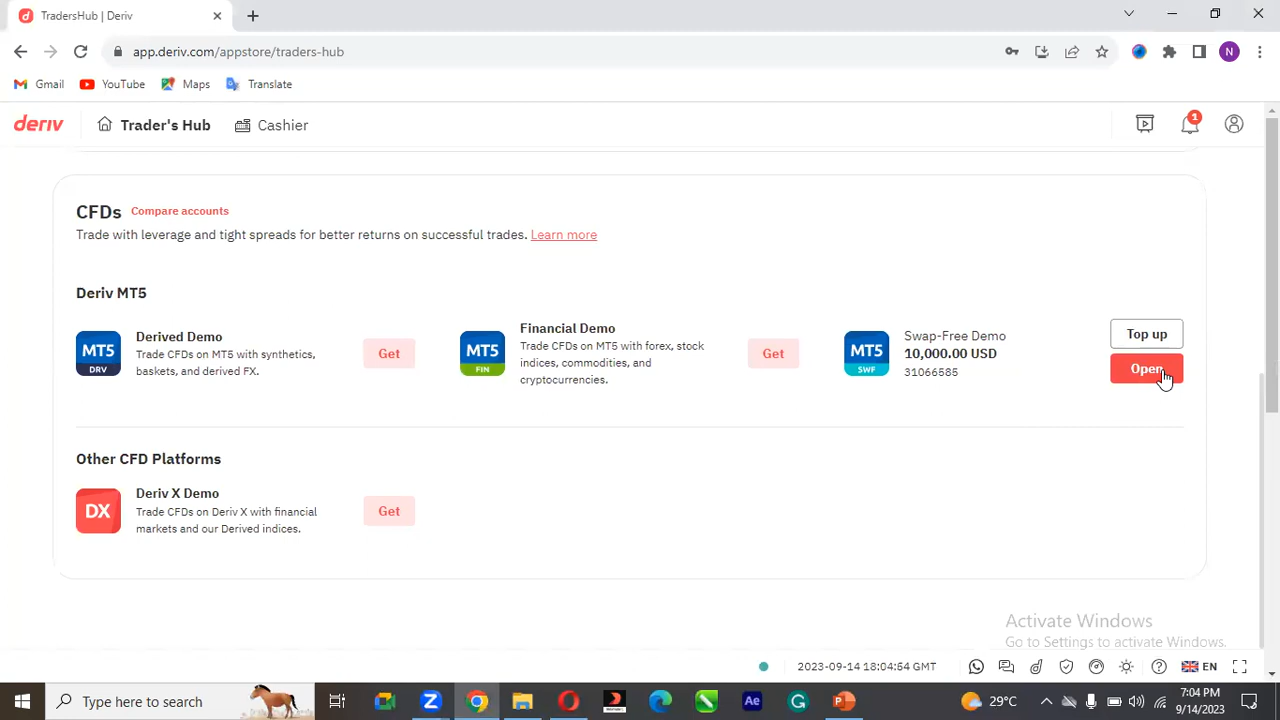 TradersHub | Deriv
app.deriv.com/appstore/traders-hub
N
Gmail YouTube Maps Translate
deriv Trader's Hub Cashier 1
CFDs Compare accounts
Trade with leverage and tight spreads for better returns on successful trades. Learn more
Deriv MT5
MT5
DRV
Derived Demo
Trade CFDs on MT5 with synthetics,
baskets, and derived FX.
Get
MT5
FIN
Financial Demo
Trade CFDs on MT5 with forex, stock
indices, commodities, and
cryptocurrencies.
Get
MT5
SWF
Swap-Free Demo
10,000.00 USD
31066585
Top up
Open
Other CFD Platforms
DX
Deriv X Demo
Trade CFDs on Deriv X with financial
markets and our Derived indices.
Get
Activate Windows
Go to Settings to activate Windows.
2023-09-14 18:04:54 GMT EN
Type here to search
Ae
29°C
7:04 PM
9/14/2023